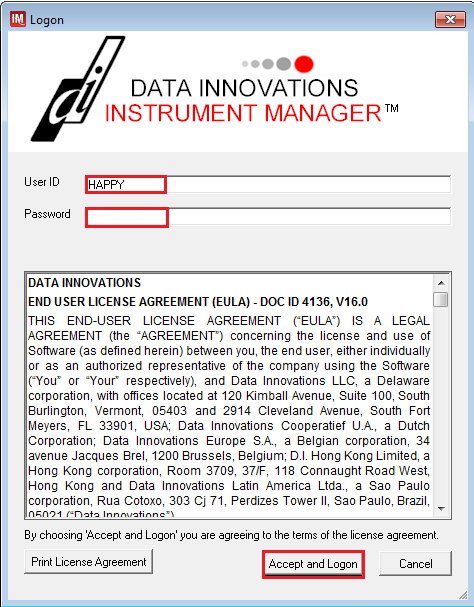 IM Logon
di DATA INNOVATIONS
INSTRUMENT MANAGER™
User ID HAPPY
Password
DATA INNOVATIONS
END USER LICENSE AGREEMENT (EULA) - DOC ID 4136, V16.0
THIS END-USER LICENSE AGREEMENT (“EULA”) IS A LEGAL
AGREEMENT (the “AGREEMENT”) concerning the license and use of
Software (as defined herein) between you, the end user, either individually
or as an authorized representative of the company using the Software
(“You” or “Your” respectively), and Data Innovations LLC, a Delaware
corporation, with offices located at 120 Kimball Avenue, Suite 100, South
Burlington, Vermont, 05403 and 2914 Cleveland Avenue, South Fort
Meyers, FL 33901, USA; Data Innovations Cooperatief U.A., a Dutch
Corporation; Data Innovations Europe S.A., a Belgian corporation, 34
avenue Jacques Brel, 1200 Brussels, Belgium; D.I. Hong Kong Limited, a
Hong Kong corporation, Room 3709, 37/F, 118 Connaught Road West,
Hong Kong and Data Innovations Latin America Ltda., a Sao Paulo
corporation, Rua Cotoxo, 303 Cj 71, Perdizes Tower II, Sao Paulo, Brazil,
05021 (“Data Innovations”)
By choosing 'Accept and Logon' you are agreeing to the terms of the license agreement.
Print License Agreement Accept and Logon Cancel